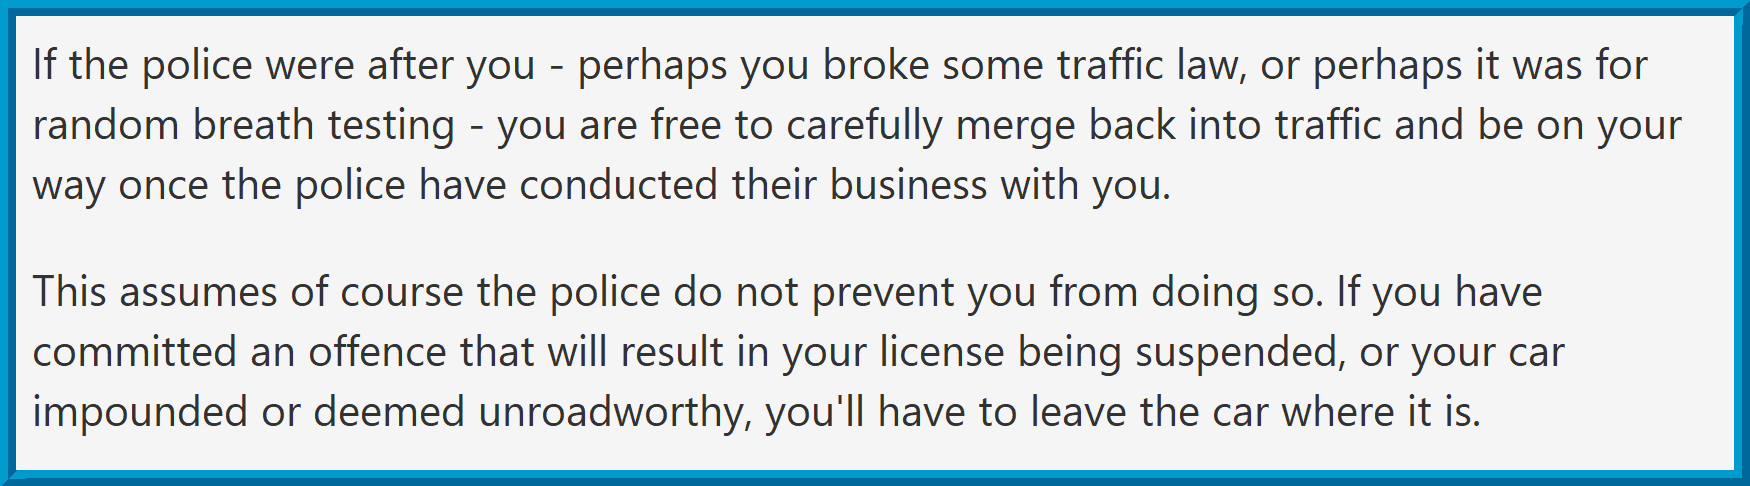 If the police were after you - perhaps you broke some traffic law, or perhaps it was for
random breath testing - you are free to carefully merge back into traffic and be on your
way once the police have conducted their business with you.
This assumes of course the police do not prevent you from doing so. If you have
committed an offence that will result in your license being suspended, or your car
impounded or deemed unroadworthy, you'll have to leave the car where it is.